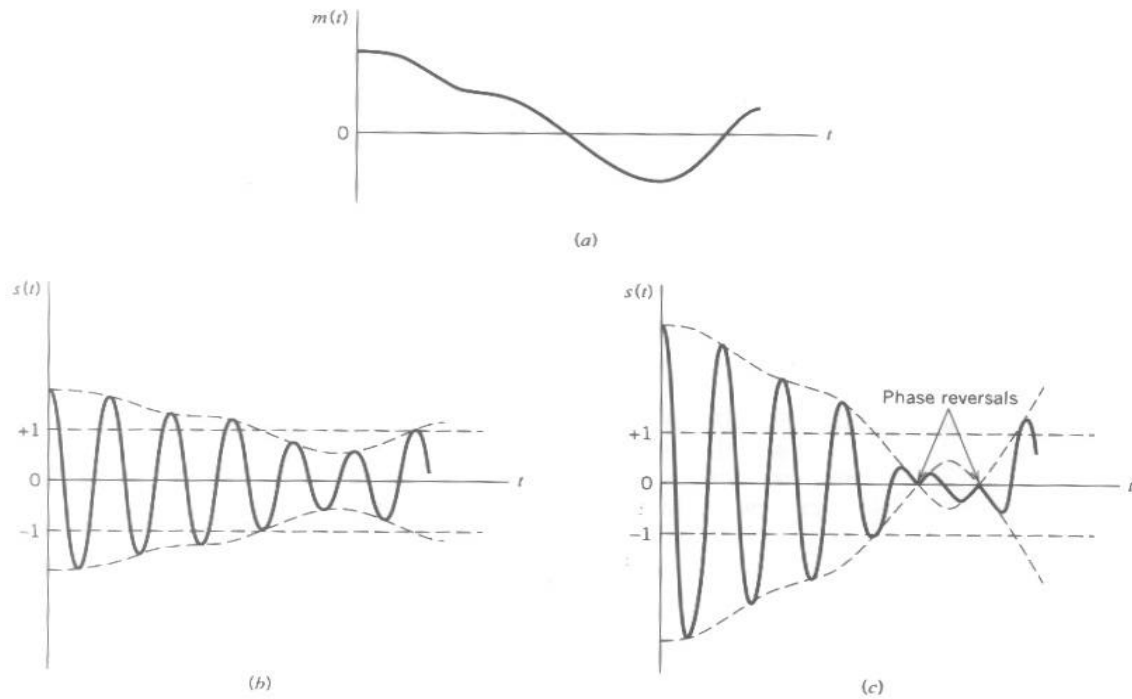 m(t)
0
t
(a)
s(t)
+1
0
t
-1
(b)
s(t)
Phase reversals
+1
0
t
-1
(c)